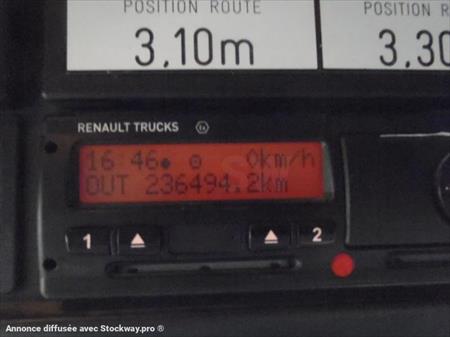 POSITION ROUTE
POSITION R
3,10m
3,30
RENAULT TRUCKS
16 46 0km/h
OUT 236494.2km
1
2
Annonce diffusée avec Stockway.pro ®